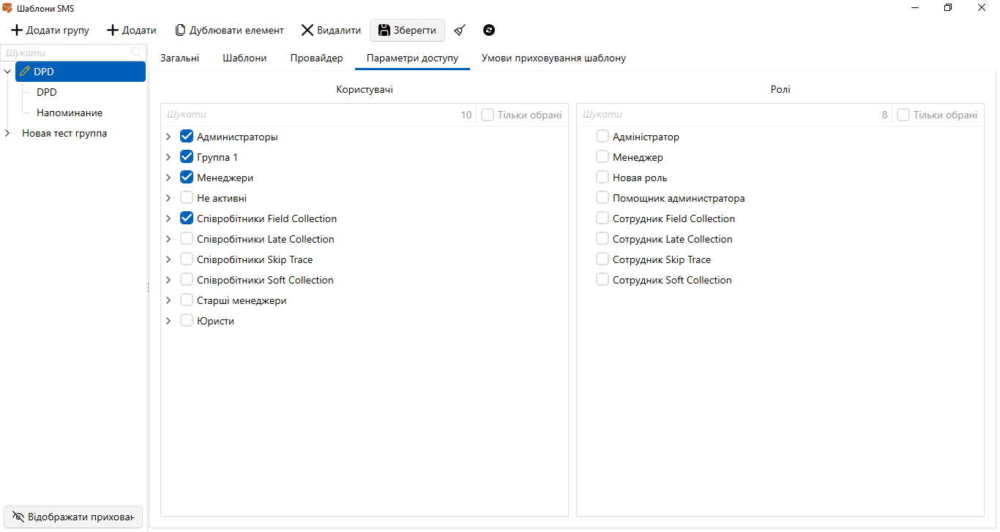 Шаблони SMS
Додати групу Додати Дублювати елемент Видалити Зберегти
Шукати
Загальні Шаблони Провайдер Параметри доступу Умови приховування шаблону
DPD
DPD
Напоминание
Новая тест группа
Користувачі
Шукати 10 Тільки обрані
Администраторы
Группа 1
Менеджери
Не активні
Співробітники Field Collection
Співробітники Late Collection
Співробітники Skip Trace
Співробітники Soft Collection
Старші менеджери
Юристи
Ролі
Шукати 8 Тільки обрані
Адміністратор
Менеджер
Новая роль
Помощник администратора
Сотрудник Field Collection
Сотрудник Late Collection
Сотрудник Skip Trace
Сотрудник Soft Collection
Відображати прихован